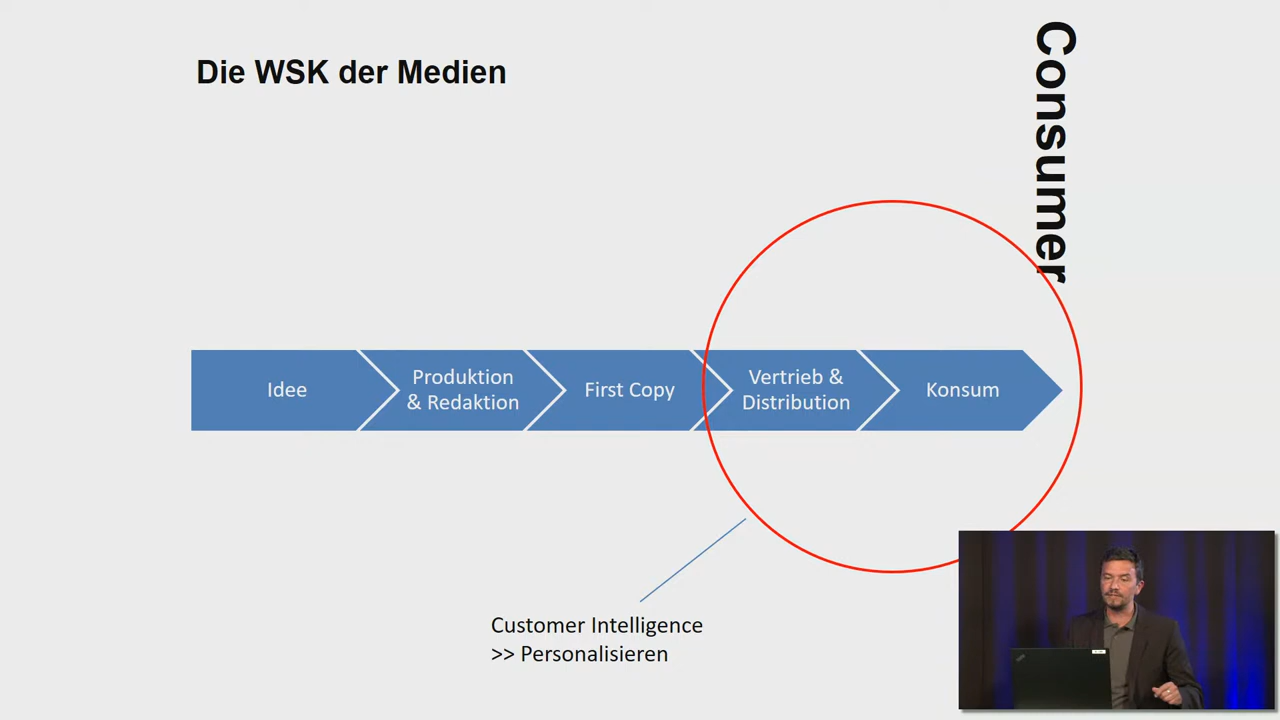 Die WSK der Medien
Consumer
Idee
Produktion
& Redaktion
First Copy
Vertrieb &
Distribution
Konsum
Customer Intelligence
>> Personalisieren